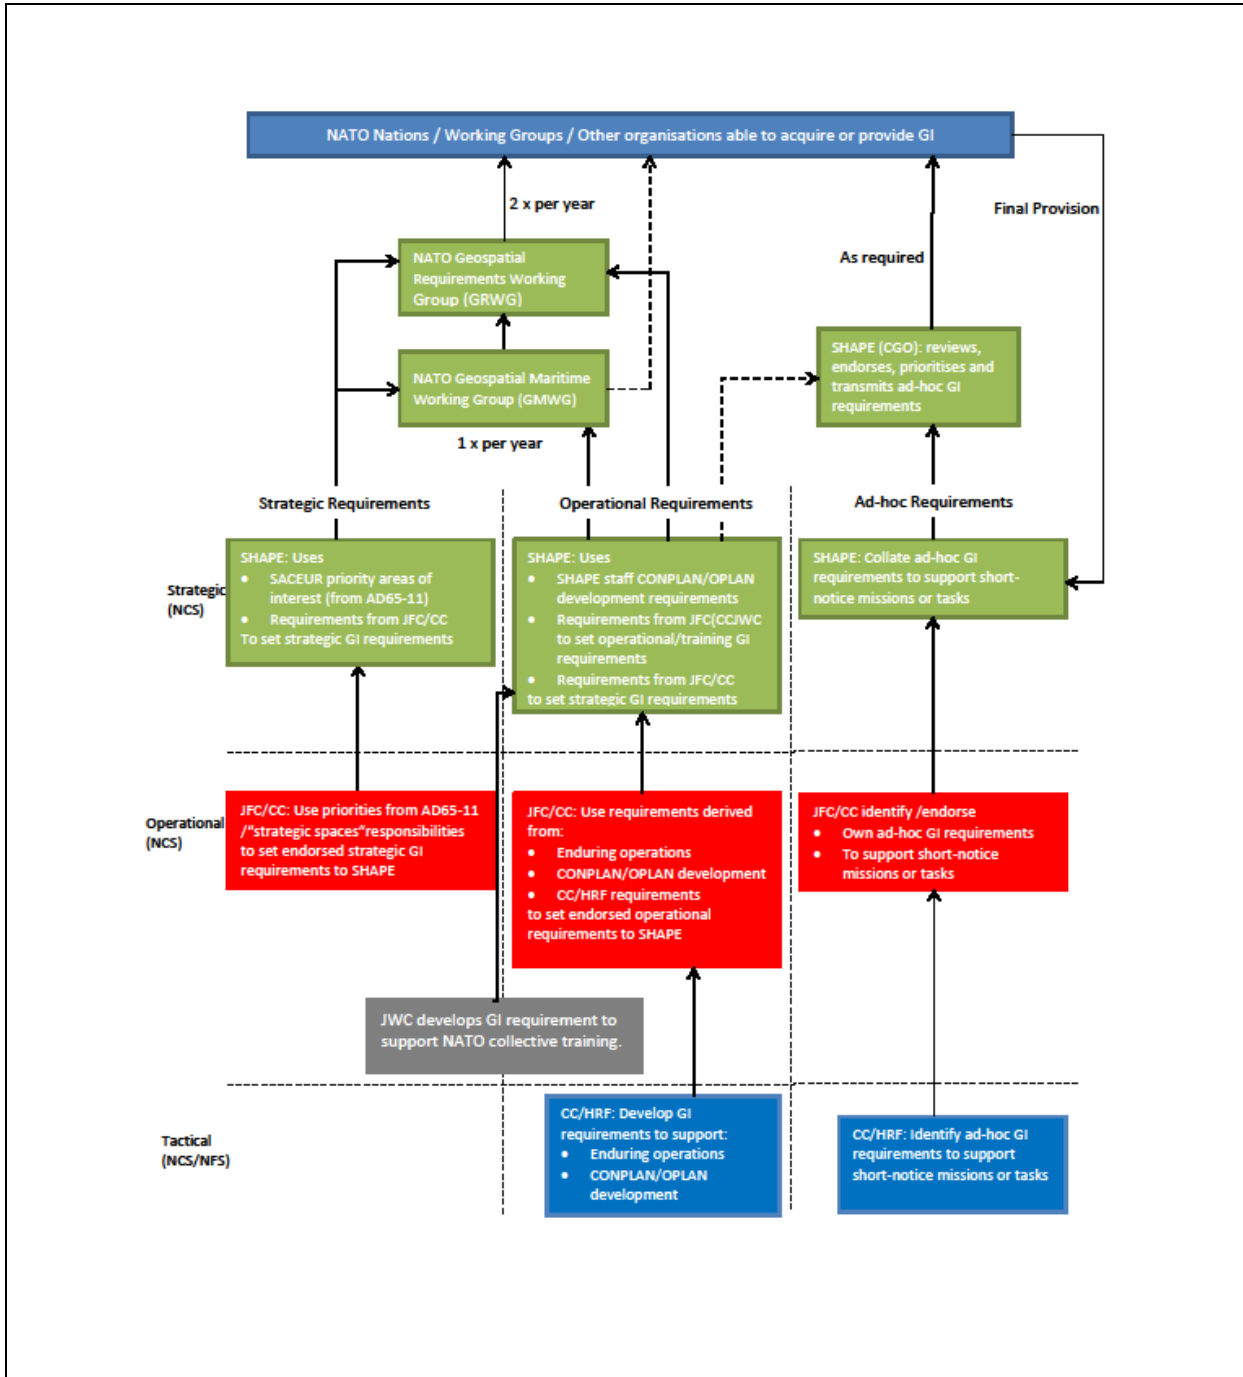 NATO Nations / Working Groups / Other organisations able to acquire or provide GI
2 x per year
Final Provision
NATO Geospatial
Requirements Working
Group (GRWG)
As required
SHAPE (CGO): reviews,
endorses, prioritises and
transmits ad-hoc GI
requirements
NATO Geospatial Maritime
Working Group (GMWG)
1 x per year
Strategic Requirements
Operational Requirements
Ad-hoc Requirements
Strategic
(NCS)
SHAPE: Uses
• SACEUR priority areas of
interest (from AD65-11)
• Requirements from JFC/CC
To set strategic GI requirements
SHAPE: Uses
• SHAPE staff CONPLAN/OPLAN
development requirements
• Requirements from JFC(CCJWC
to set operational/training GI
requirements
• Requirements from JFC/CC
to set strategic GI requirements
SHAPE: Collate ad-hoc GI
requirements to support short-
notice missions or tasks
Operational
(NCS)
JFC/CC: Use priorities from AD65-11
/"strategic spaces"responsibilities
to set endorsed strategic GI
requirements to SHAPE
JFC/CC: Use requirements derived
from:
• Enduring operations
• CONPLAN/OPLAN development
• CC/HRF requirements
to set endorsed operational
requirements to SHAPE
JFC/CC identify /endorse
• Own ad-hoc GI requirements
• To support short-notice
missions or tasks
JWC develops GI requirement to
support NATO collective training.
Tactical
(NCS/NFS)
CC/HRF: Develop GI
requirements to support:
• Enduring operations
• CONPLAN/OPLAN
development
CC/HRF: Identify ad-hoc GI
requirements to support
short-notice missions or tasks